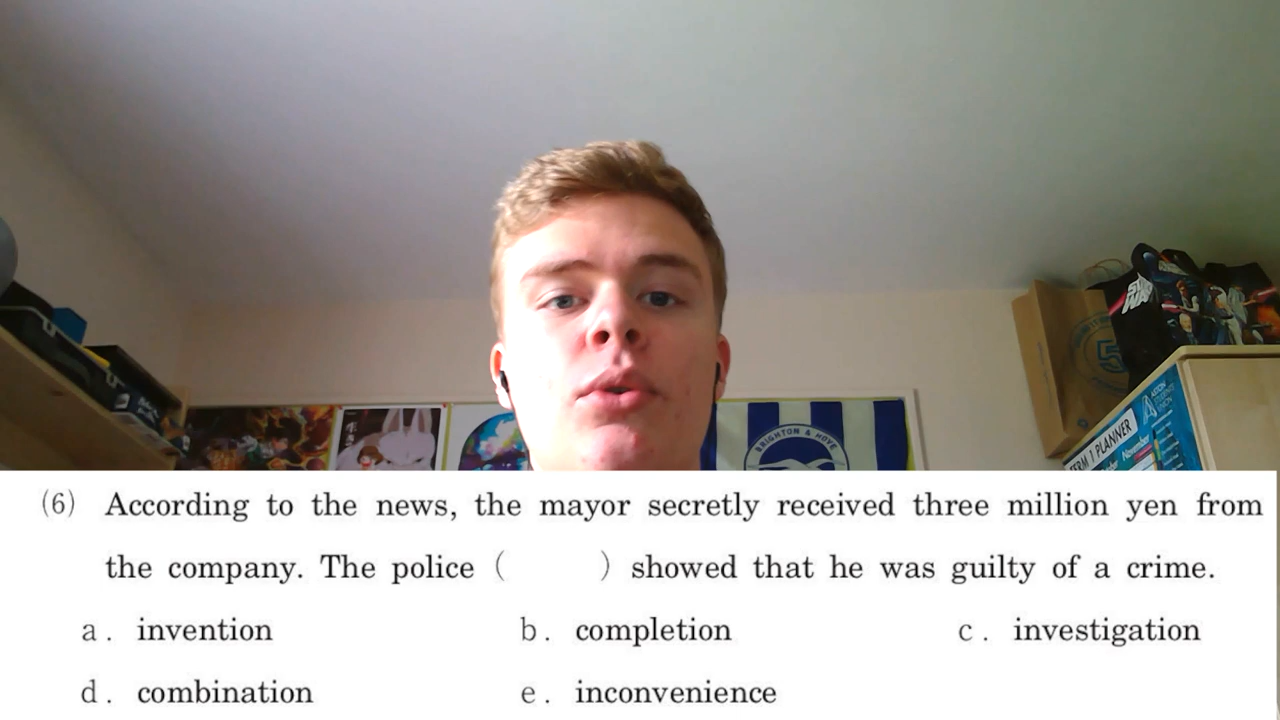 BRIGHTON & HOVE
5
TERM 1 PLANNER
November
(6) According to the news, the mayor secretly received three million yen from
the company. The police (   ) showed that he was guilty of a crime.
a. invention b. completion c. investigation
d. combination e. inconvenience